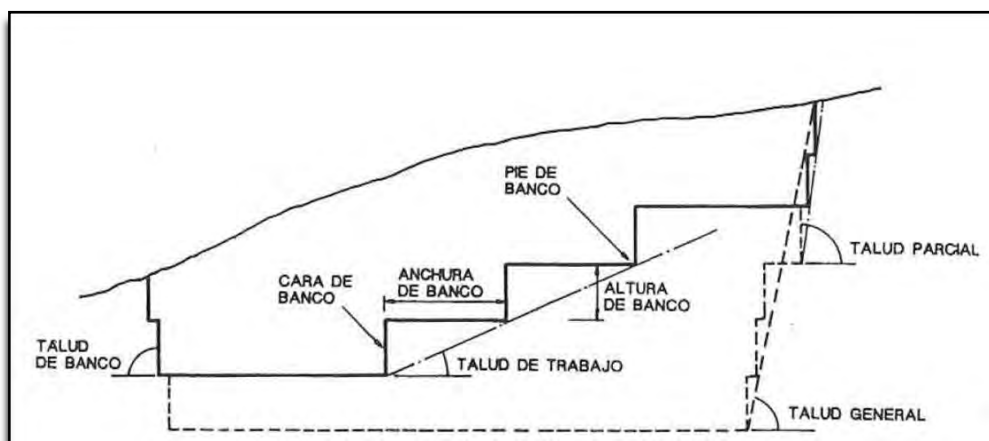 PIE DE
BANCO
TALUD PARCIAL
CARA DE
BANCO
ANCHURA
DE BANCO
ALTURA
DE BANCO
TALUD
DE BANCO
TALUD DE TRABAJO
TALUD GENERAL